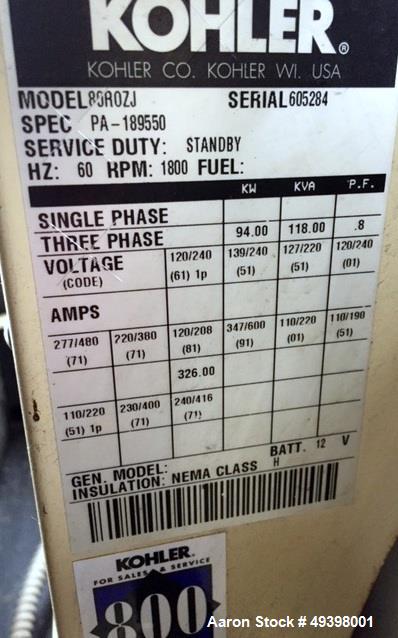 KOHLER®
KOHLER CO. KOHLER WI. USA
MODEL 80ROZJ SERIAL 605284
SPEC PA-189550
SERVICE DUTY: STANDBY
HZ: 60 RPM: 1800 FUEL:
KW KVA P.F.
SINGLE PHASE
THREE PHASE 94.00 118.00 .8
VOLTAGE 120/240 139/240 127/220 120/240
(CODE) (61) 1p (51) (51) (01)
AMPS
277/480 220/380 120/208 347/600 110/220 110/190
(71) (71) (81) (91) (01) (51)
326.00
110/220 230/400 240/416
(51) 1p (71) (71)
GEN. MODEL: BATT. 12 V
INSULATION: NEMA CLASS H
KOHLER.
FOR SALES & SERVICE
800
Aaron Stock # 49398001